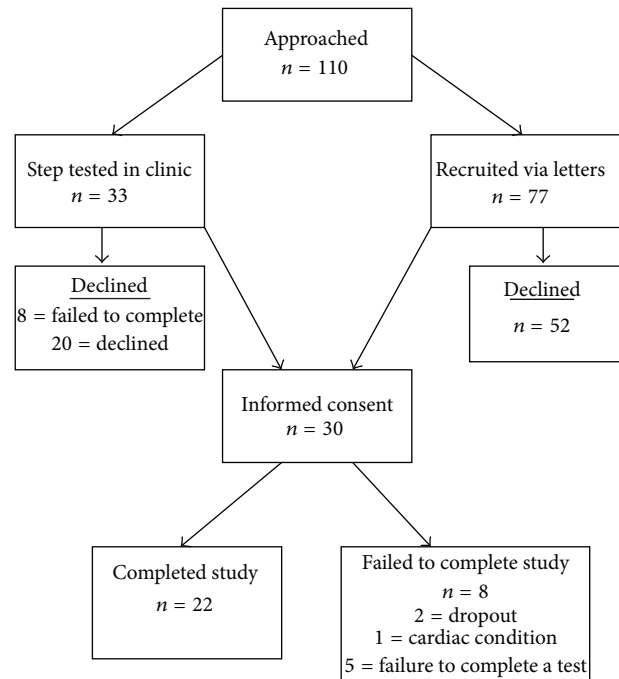 Approached
n = 110
Step tested in clinic
n = 33
Recruited via letters
n = 77
Declined
8 = failed to complete
20 = declined
Declined
n = 52
Informed consent
n = 30
Completed study
n = 22
Failed to complete study
n = 8
2 = dropout
1 = cardiac condition
5 = failure to complete a test